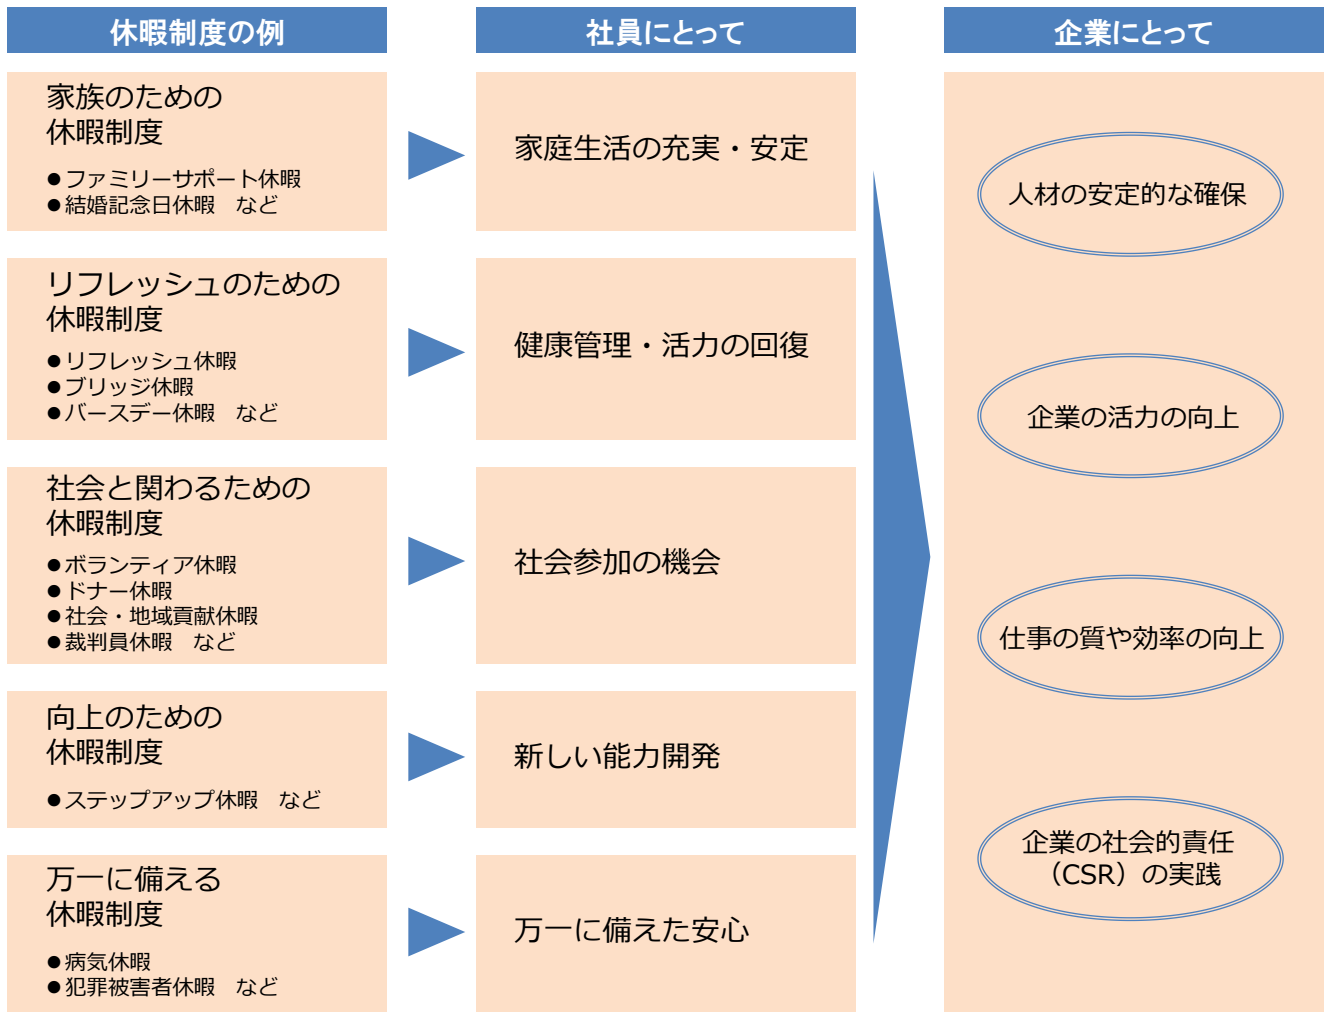 休暇制度の例
社員にとって
企業にとって
家族のための
休暇制度
●ファミリーサポート休暇
●結婚記念日休暇　など
家庭生活の充実・安定
リフレッシュのための
休暇制度
●リフレッシュ休暇
●ブリッジ休暇
●バースデー休暇　など
健康管理・活力の回復
社会と関わるための
休暇制度
●ボランティア休暇
●ドナー休暇
●社会・地域貢献休暇
●裁判員休暇　など
社会参加の機会
向上のための
休暇制度
●ステップアップ休暇　など
新しい能力開発
万一に備える
休暇制度
●病気休暇
●犯罪被害者休暇　など
万一に備えた安心
人材の安定的な確保
企業の活力の向上
仕事の質や効率の向上
企業の社会的責任
（CSR）の実践